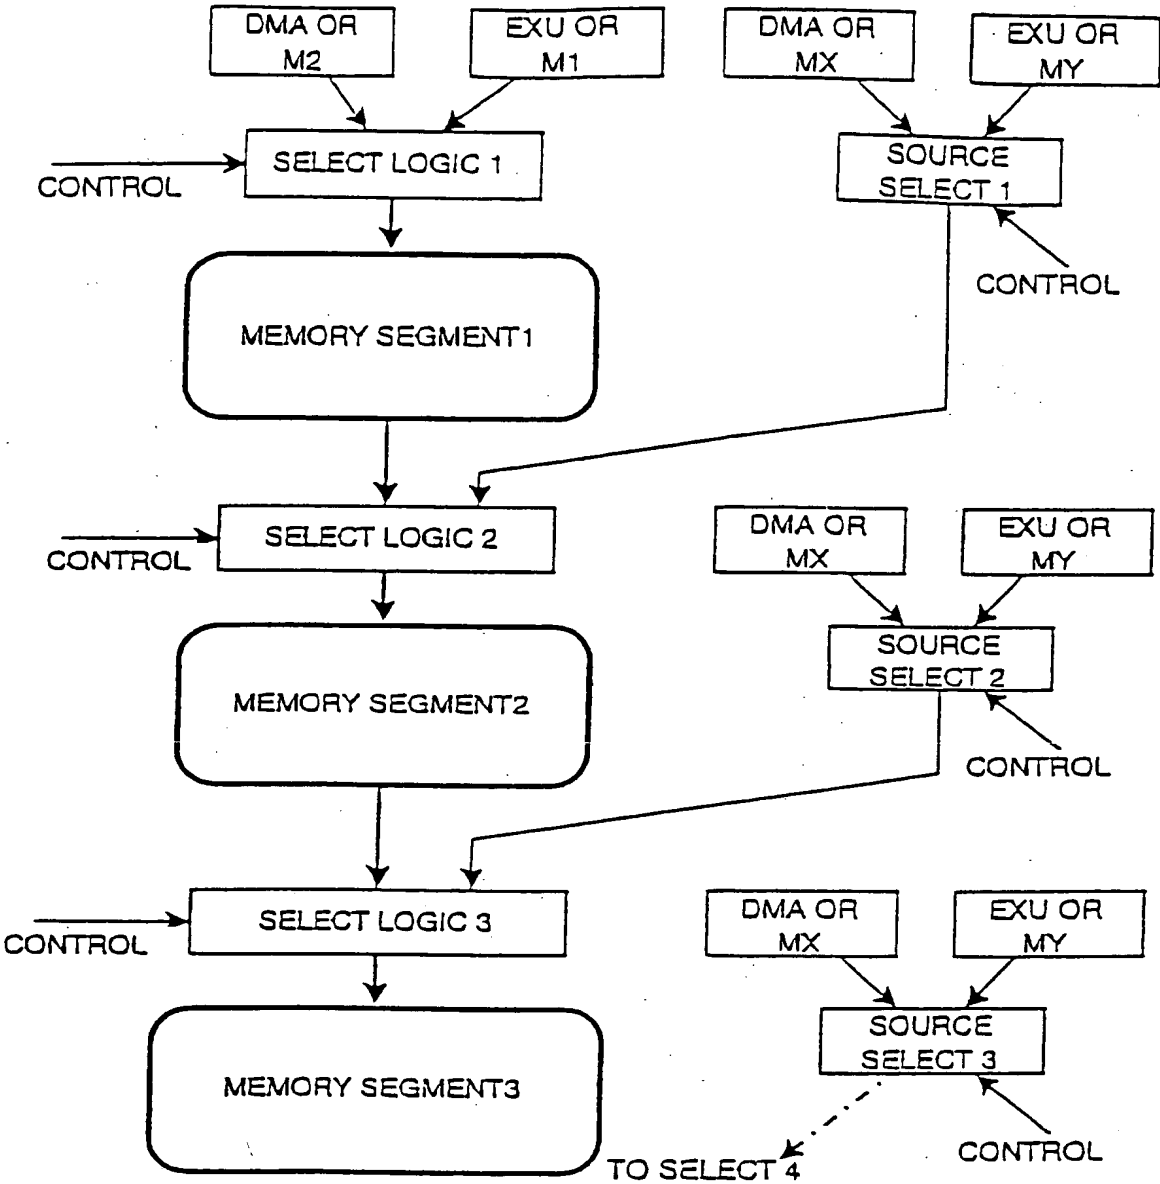 DMA OR
M2
EXU OR
M1
DMA OR
MX
EXU OR
MY
SELECT LOGIC 1
CONTROL
SOURCE
SELECT 1
CONTROL
MEMORY SEGMENT1
SELECT LOGIC 2
CONTROL
DMA OR
MX
EXU OR
MY
SOURCE
SELECT 2
CONTROL
MEMORY SEGMENT2
SELECT LOGIC 3
CONTROL
DMA OR
MX
EXU OR
MY
SOURCE
SELECT 3
CONTROL
MEMORY SEGMENT3
TO SELECT 4